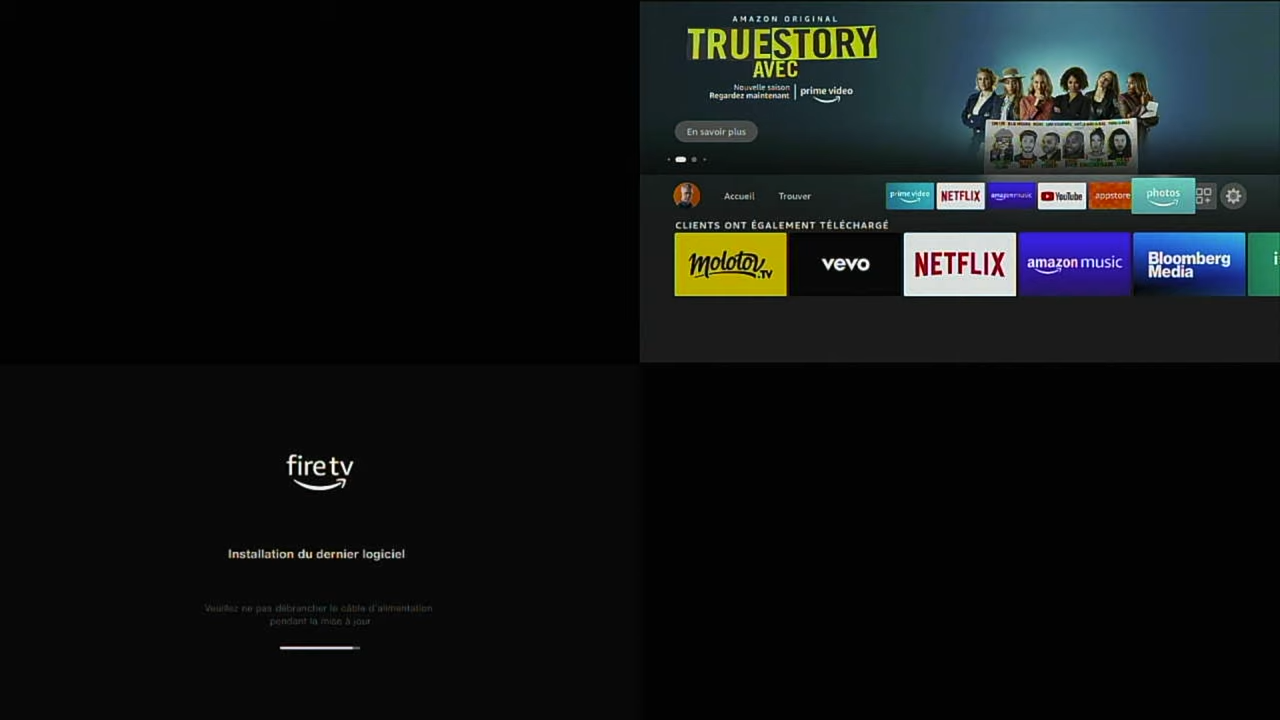 AMAZON ORIGINAL
TRUESTORY
AVEC
Nouvelle saison
Regardez maintenant
prime video
En savoir plus
Accueil
Trouver
prime video
NETFLIX
amazon music
YouTube
appstore
photos
CLIENTS ONT ÉGALEMENT TÉLÉCHARGÉ
Molotov.TV
vevo
NETFLIX
amazon music
Bloomberg
Media
fire tv
Installation du dernier logiciel
Veuillez ne pas débrancher le câble d'alimentation
pendant la mise à jour